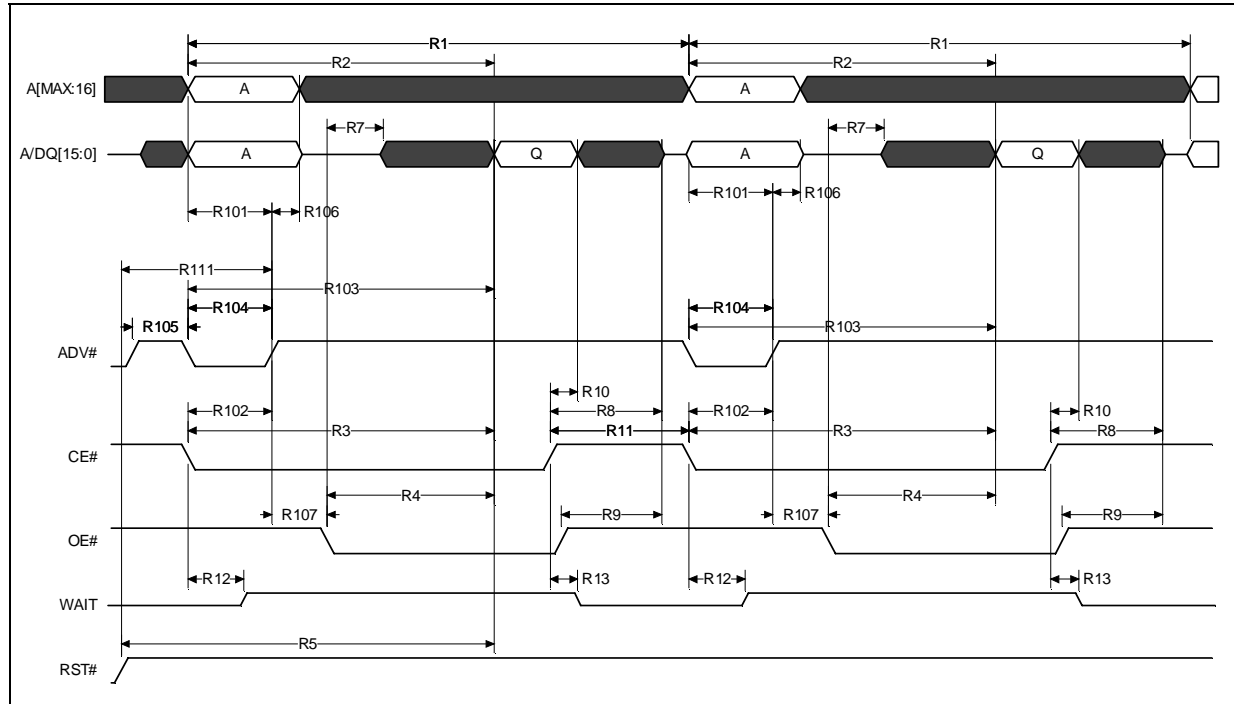 R1 R1
R2 R2
A[MAX:16] A A
R7 R7
A/DQ[15:0] A Q A Q
R101 R106 R101 R106
R111
R103
R104 R104
R105 R103
ADV#
R10
R102 R8 R102 R10
R3 R11 R3 R8
CE#
R4 R4
R107 R9 R107 R9
OE#
R12 R13 R12 R13
WAIT
R5
RST#